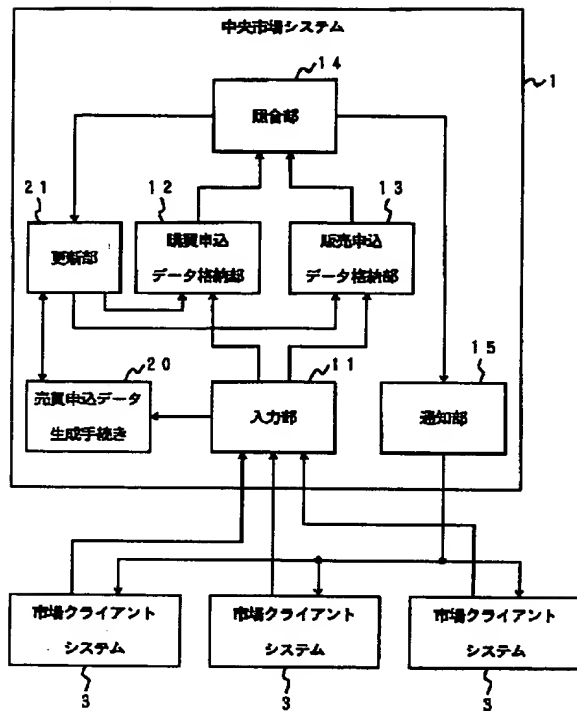 中央市場システム
14
1
照合部
21
12
13
更新部
購買申込
データ格納部
販売申込
データ格納部
20
11
15
売買申込データ
生成手続き
入力部
通知部
市場クライアント
システム
市場クライアント
システム
市場クライアント
システム
3
3
3